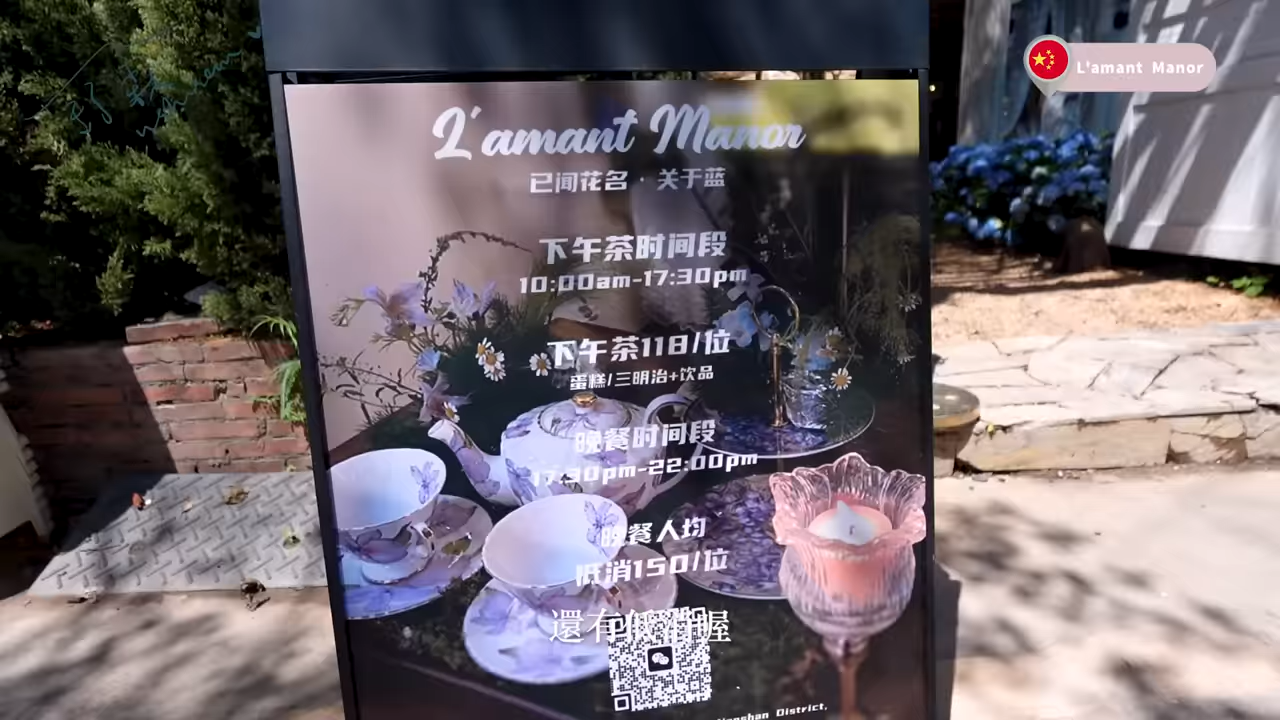 L'amant Manor
L'amant Manor
已闻花名·关于蓝
下午茶时间段
10:00am-17:30pm
下午茶118/位
蛋糕/三明治+饮品
晚餐时间段
17:30pm-22:00pm
晚餐人均
低消150/位
還有低消喔
District.